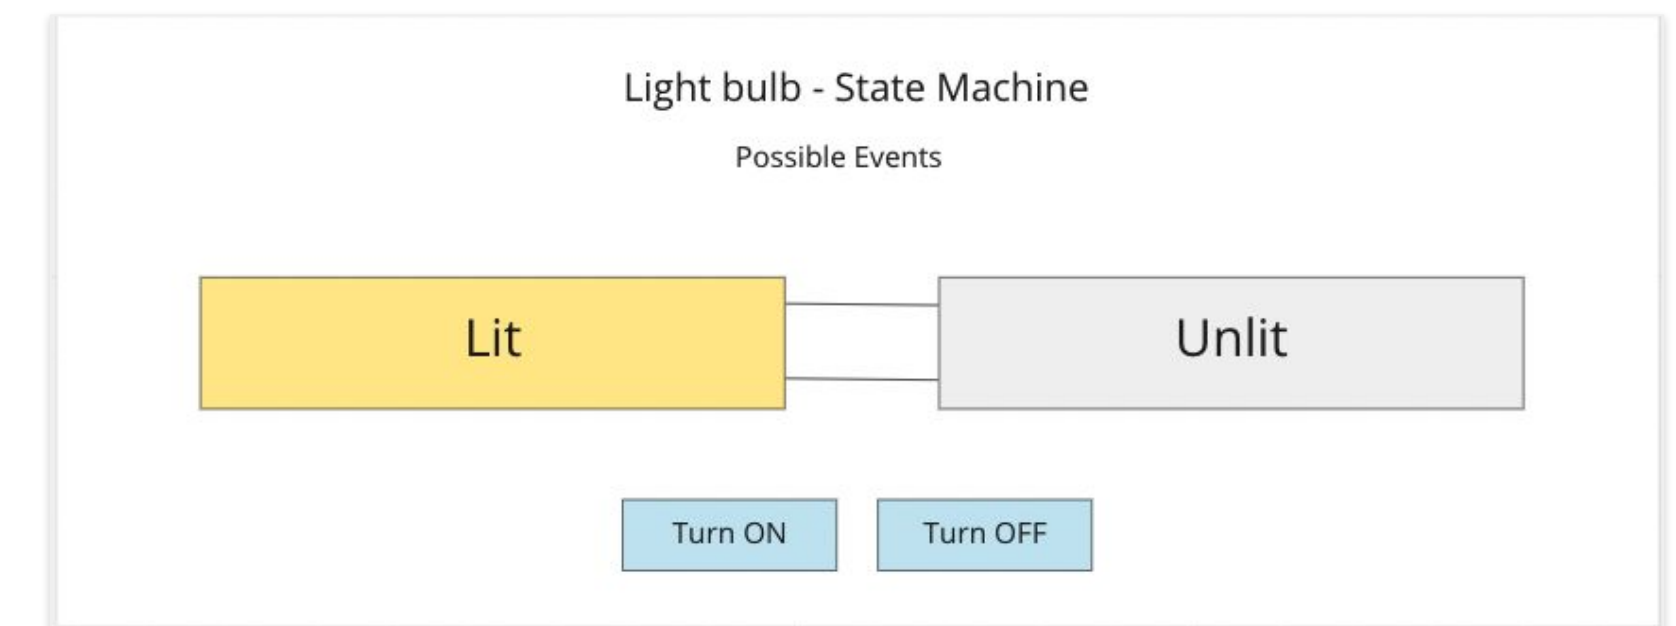 Light bulb - State Machine
Possible Events
Lit
Unlit
Turn ON
Turn OFF